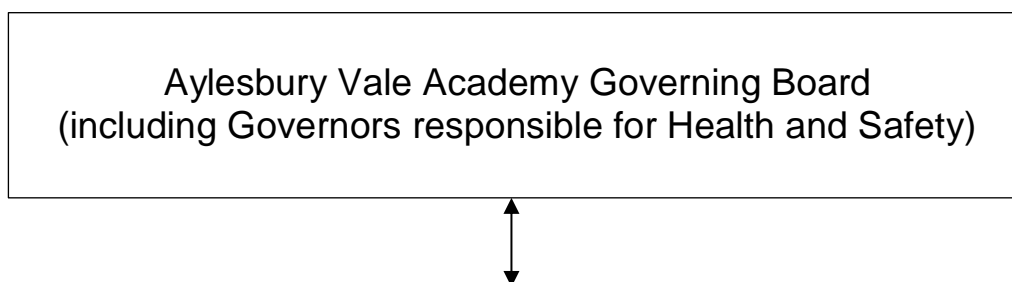 Aylesbury Vale Academy Governing Board
(including Governors responsible for Health and Safety)